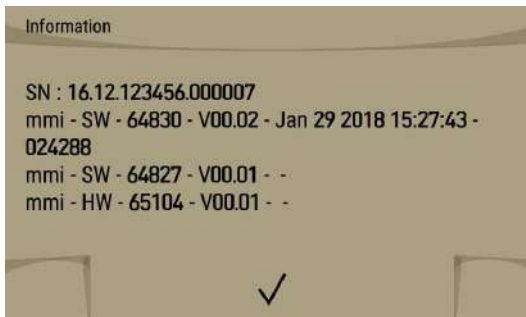 Information
SN : 16.12.123456.000007
mmi - SW - 64830 - V00.02 - Jan 29 2018 15:27:43 -
024288
mmi - SW - 64827 - V00.01 - -
mmi - HW - 65104 - V00.01 - -